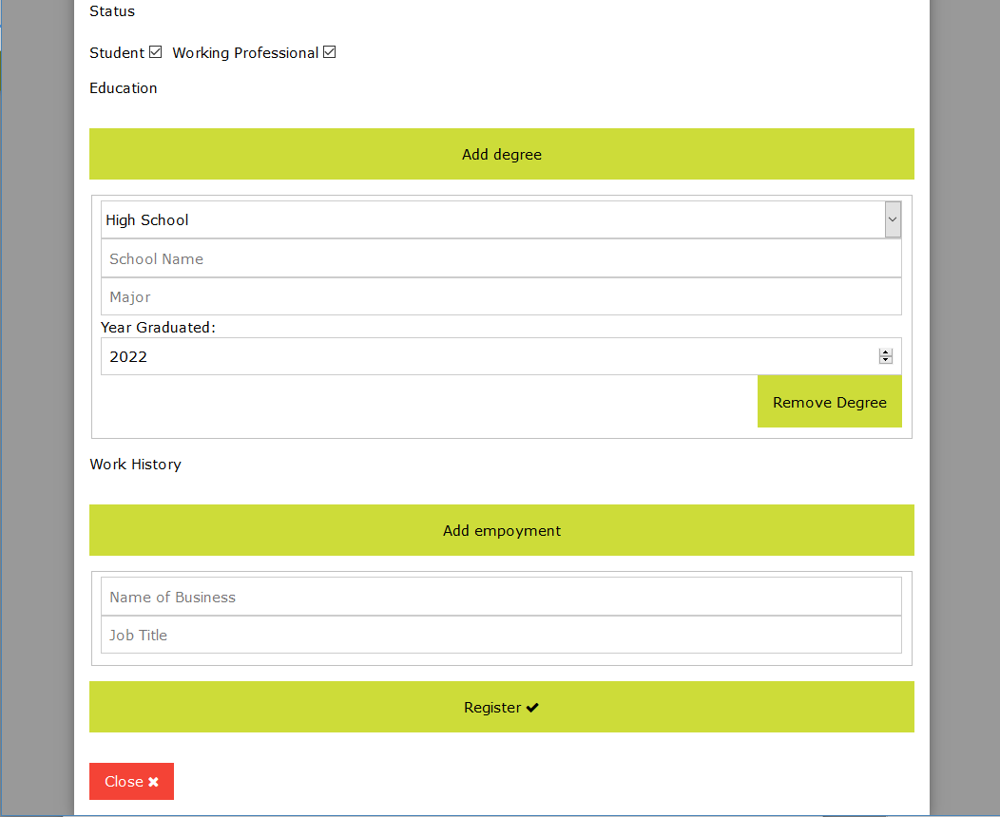 Status
Student Working Professional
Education
Add degree
High School
School Name
Major
Year Graduated:
2022
Remove Degree
Work History
Add empoyment
Name of Business
Job Title
Register
Close